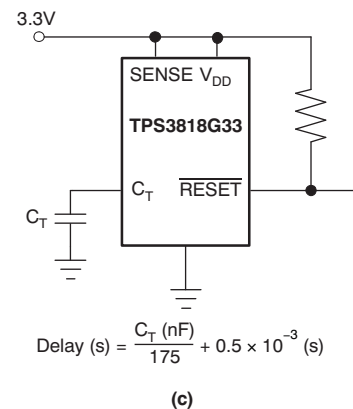 3.3V
SENSE V_DD
TPS3818G33
C_T
C_T RESET
Delay (s) = C_T (nF) / 175 + 0.5 × 10^−3 (s)
(c)